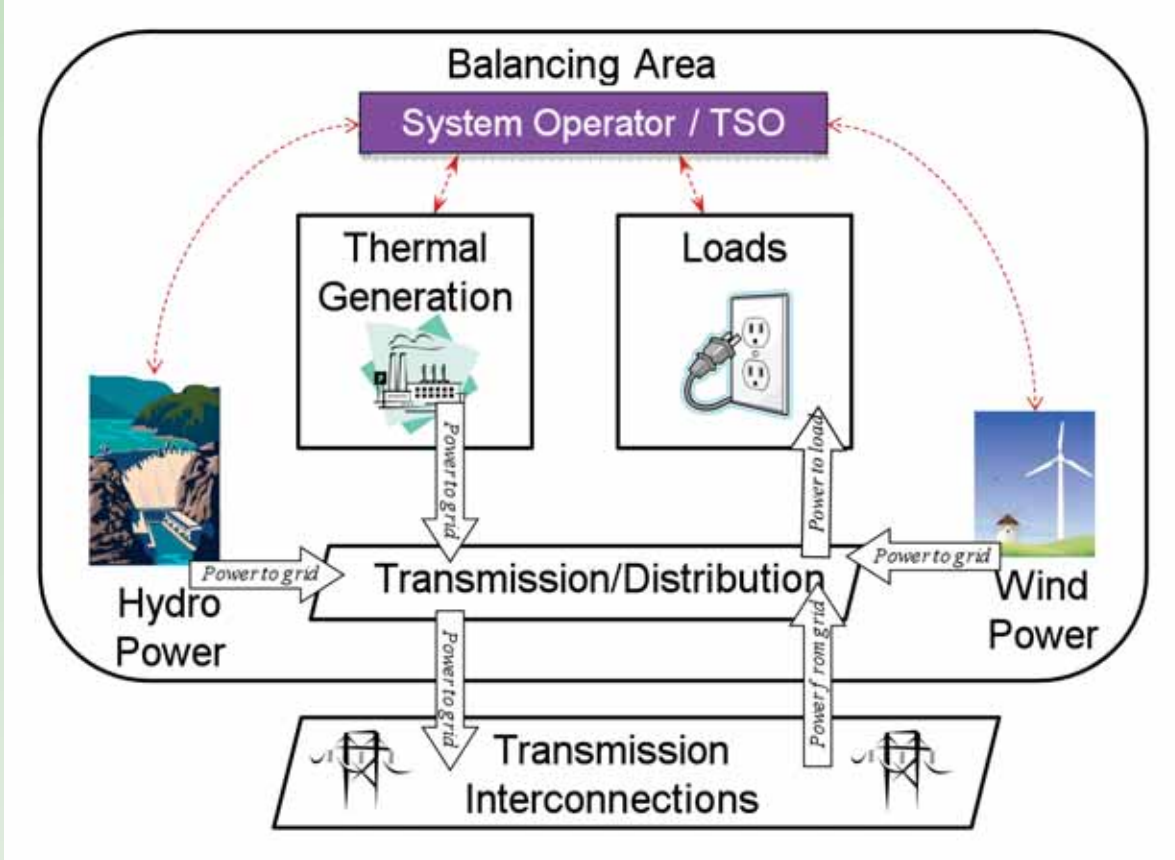 Balancing Area
System Operator / TSO
Thermal
Generation
Loads
Power to grid
Power to load
Power to grid
Transmission/Distribution
Power to grid
Hydro
Power
Wind
Power
Power to grid
Power from grid
Transmission
Interconnections